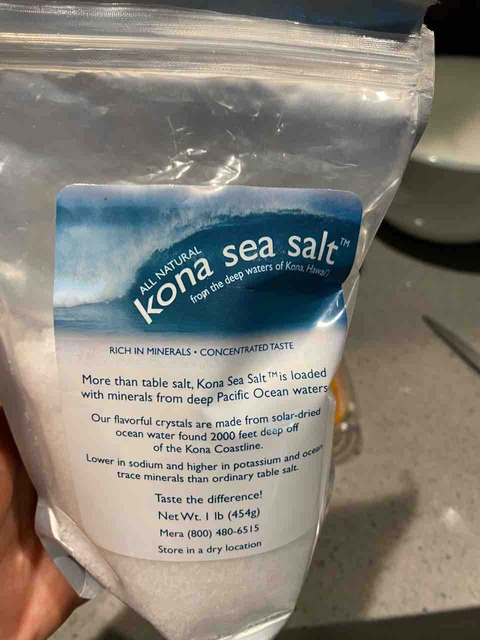 ALL NATURAL
kona sea salt™
from the deep waters of Kona, Hawai'i
RICH IN MINERALS • CONCENTRATED TASTE
More than table salt, Kona Sea Salt™ is loaded
with minerals from deep Pacific Ocean waters
Our flavorful crystals are made from solar-dried
ocean water found 2000 feet deep off
of the Kona Coastline.
Lower in sodium and higher in potassium and ocean
trace minerals than ordinary table salt.
Taste the difference!
Net Wt. 1 lb (454g)
Mera (800) 480-6515
Store in a dry location